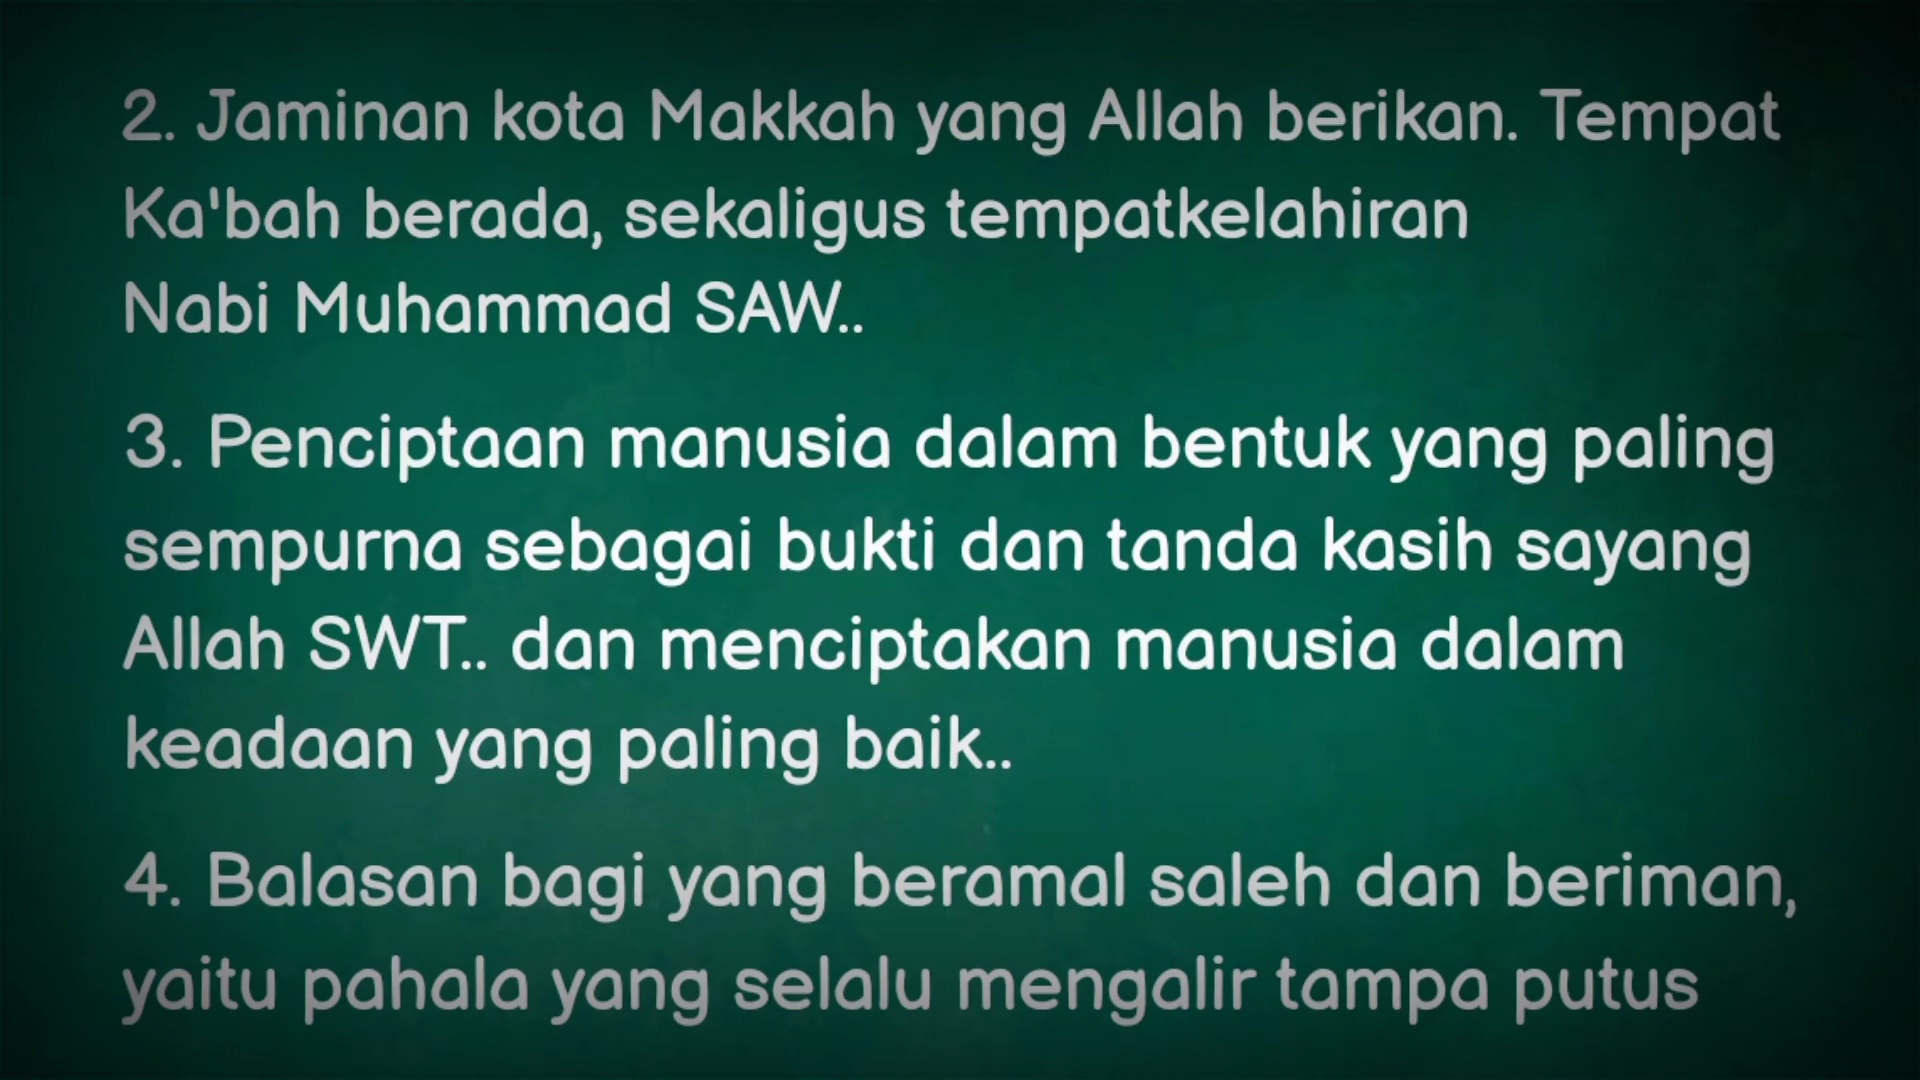 2. Jaminan kota Makkah yang Allah berikan. Tempat
Ka'bah berada, sekaligus tempatkelahiran
Nabi Muhammad SAW..
3. Penciptaan manusia dalam bentuk yang paling
sempurna sebagai bukti dan tanda kasih sayang
Allah SWT.. dan menciptakan manusia dalam
keadaan yang paling baik..
4. Balasan bagi yang beramal saleh dan beriman,
yaitu pahala yang selalu mengalir tampa putus